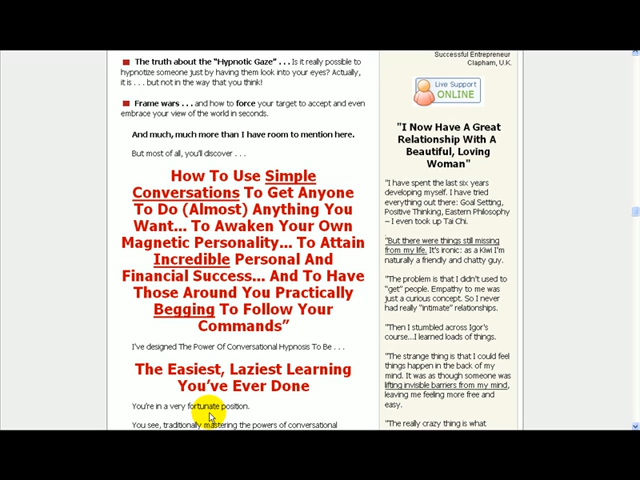 The truth about the "Hypnotic Gaze" . . . Is it really possible to
hypnotize someone just by having them look into your eyes? Actually,
it is . . . but not in the way that you think!
Frame wars . . . and how to force your target to accept and even
embrace your view of the world in seconds.
And much, much more than I have room to mention here.
But most of all, you'll discover . . .
How To Use Simple
Conversations To Get Anyone
To Do (Almost) Anything You
Want... To Awaken Your Own
Magnetic Personality... To Attain
Incredible Personal And
Financial Success... And To Have
Those Around You Practically
Begging To Follow Your
Commands”
I've designed The Power Of Conversational Hypnosis To Be . . .
The Easiest, Laziest Learning
You’ve Ever Done
You're in a very fortunate position.
You see, traditionally mastering the powers of conversational
Successful Entrepreneur
Clapham, U.K.
Live Support
ONLINE
"I Now Have A Great
Relationship With A
Beautiful, Loving
Woman"
"I have spent the last six years
developing myself. I have tried
everything out there: Goal Setting,
Positive Thinking, Eastern Philosophy
– I even took up Tai Chi.
"But there were things still missing
from my life. It's ironic: as a Kiwi I'm
naturally a friendly and chatty guy.
"The problem is that I didn't used to
"get" people. Empathy to me was
just a curious concept. So I never
had really "intimate" relationships.
"Then I stumbled across Igor's
course...I learned loads of things.
"The strange thing is that I could feel
things happen in the back of my
mind. It was as though someone was
lifting invisible barriers from my mind,
leaving me feeling more free and
easy.
"The really crazy thing is what